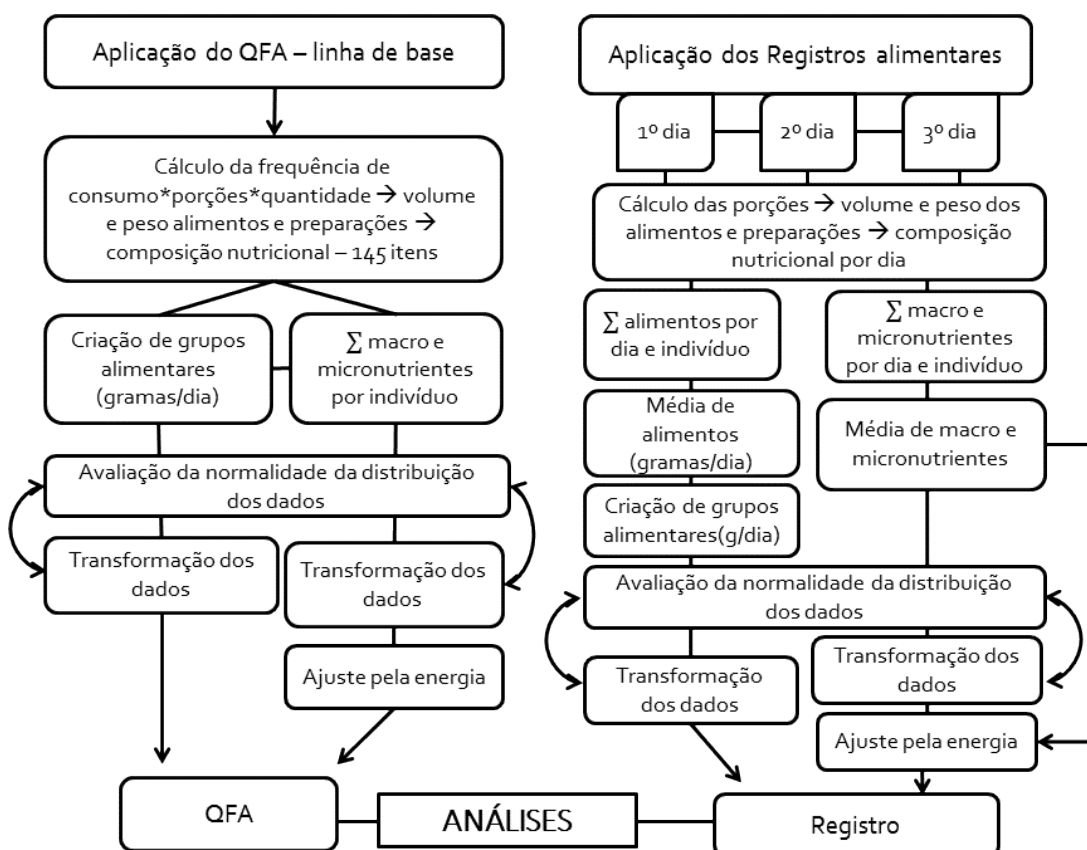 Aplicação do QFA – linha de base
Cálculo da frequência de
consumo*porções*quantidade → volume
e peso alimentos e preparações →
composição nutricional – 145 itens
Criação de grupos
alimentares
(gramas/dia)
∑ macro e
micronutrientes
por indivíduo
Avaliação da normalidade da distribuição
dos dados
Transformação dos
dados
Transformação dos
dados
Ajuste pela energia
QFA
Aplicação dos Registros alimentares
1º dia
2º dia
3º dia
Cálculo das porções → volume e peso dos
alimentos e preparações → composição
nutricional por dia
∑ alimentos por
dia e indivíduo
∑ macro e
micronutrientes
por dia e indivíduo
Média de
alimentos
(gramas/dia)
Média de macro e
micronutrientes
Criação de grupos
alimentares(g/dia)
Avaliação da normalidade da distribuição
dos dados
Transformação
dos dados
Transformação dos
dados
Ajuste pela energia
ANÁLISES
Registro